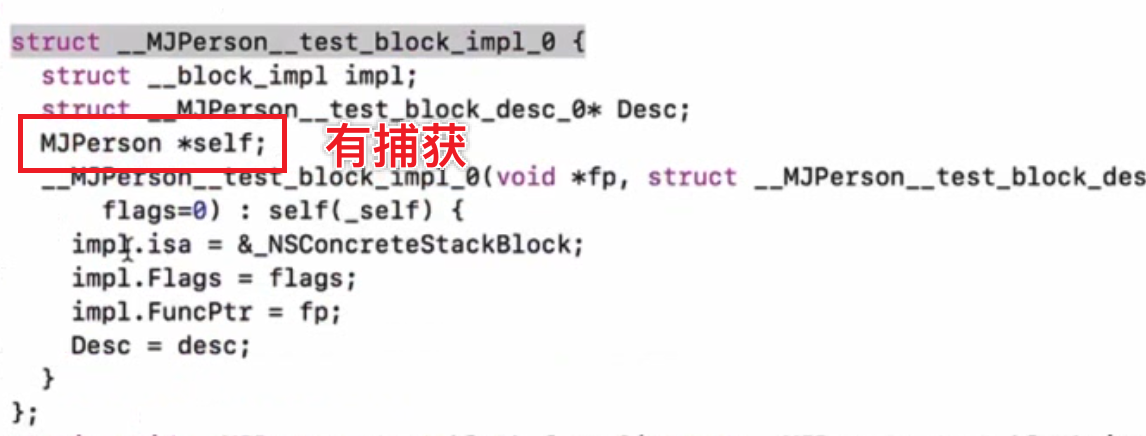 struct __MJPerson__test_block_impl_0 {
struct __block_impl impl;
struct __MJPerson__test_block_desc_0* Desc;
MJPerson *self; 有捕获
__MJPerson__test_block_impl_0(void *fp, struct __MJPerson__test_block_des
flags=0) : self(_self) {
impl.isa = &_NSConcreteStackBlock;
impl.Flags = flags;
impl.FuncPtr = fp;
Desc = desc;
}
};